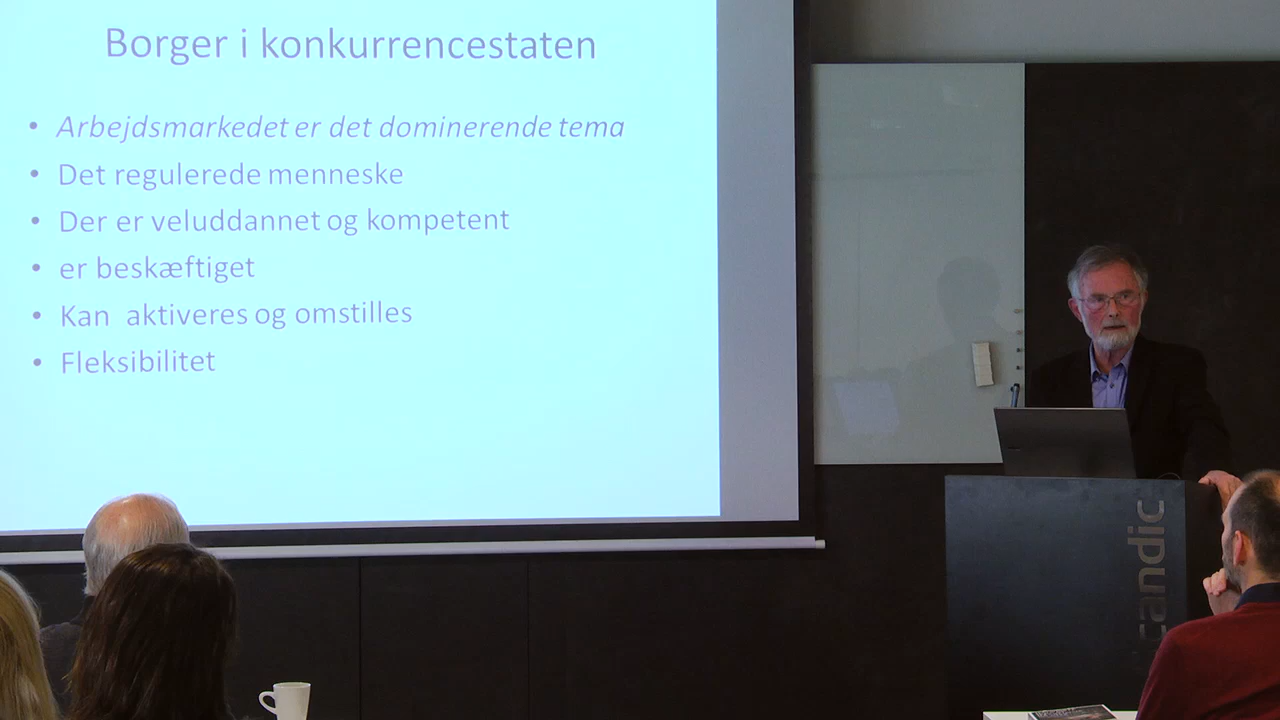 Borger i konkurrencestaten
• Arbejdsmarkedet er det dominerende tema
• Det regulerede menneske
• Der er veluddannet og kompetent
• er beskæftiget
• Kan aktiveres og omstilles
• Fleksibilitet
candic